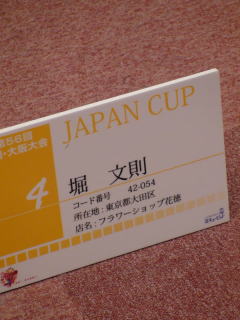 第56回
・大阪大会
JAPAN CUP
4
堀　文則
コード番号　42-054
所在地：東京都大田区
店名：フラワーショップ花徳